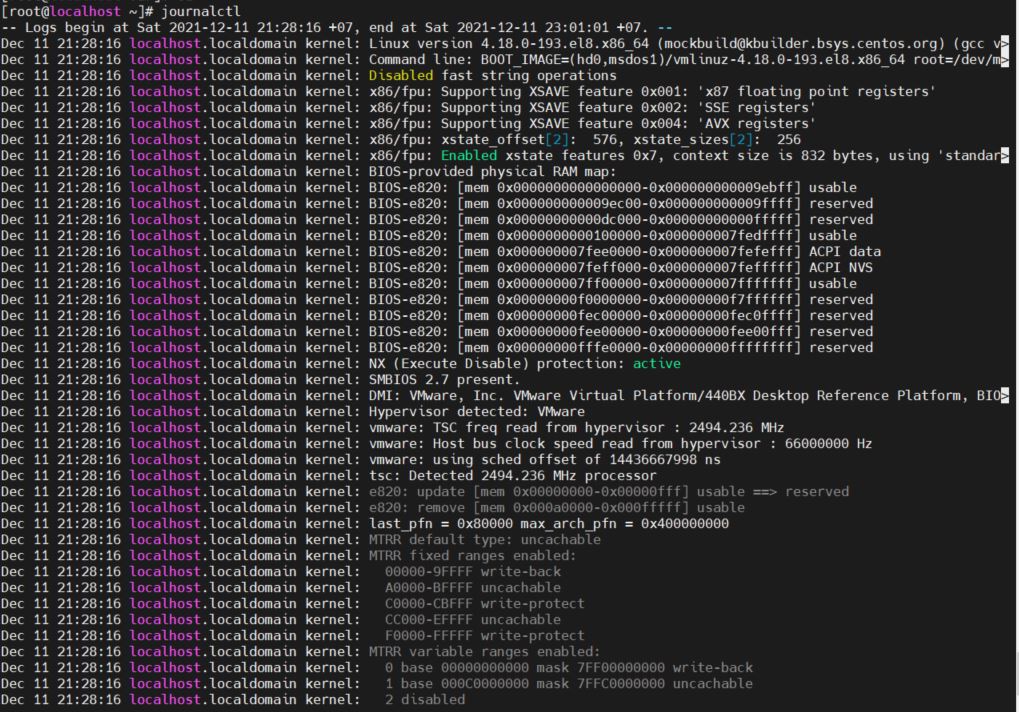 [root@localhost ~]# journalctl
-- Logs begin at Sat 2021-12-11 21:28:16 +07, end at Sat 2021-12-11 23:01:01 +07. --
Dec 11 21:28:16 localhost.localdomain kernel: Linux version 4.18.0-193.el8.x86_64 (mockbuild@kbuilder.bsys.centos.org) (gcc v>
Dec 11 21:28:16 localhost.localdomain kernel: Command line: BOOT_IMAGE=(hd0,msdos1)/vmlinuz-4.18.0-193.el8.x86_64 root=/dev/m>
Dec 11 21:28:16 localhost.localdomain kernel: Disabled fast string operations
Dec 11 21:28:16 localhost.localdomain kernel: x86/fpu: Supporting XSAVE feature 0x001: 'x87 floating point registers'
Dec 11 21:28:16 localhost.localdomain kernel: x86/fpu: Supporting XSAVE feature 0x002: 'SSE registers'
Dec 11 21:28:16 localhost.localdomain kernel: x86/fpu: Supporting XSAVE feature 0x004: 'AVX registers'
Dec 11 21:28:16 localhost.localdomain kernel: x86/fpu: xstate_offset[2]:  576, xstate_sizes[2]:  256
Dec 11 21:28:16 localhost.localdomain kernel: x86/fpu: Enabled xstate features 0x7, context size is 832 bytes, using 'standar>
Dec 11 21:28:16 localhost.localdomain kernel: BIOS-provided physical RAM map:
Dec 11 21:28:16 localhost.localdomain kernel: BIOS-e820: [mem 0x0000000000000000-0x000000000009ebff] usable
Dec 11 21:28:16 localhost.localdomain kernel: BIOS-e820: [mem 0x000000000009ec00-0x000000000009ffff] reserved
Dec 11 21:28:16 localhost.localdomain kernel: BIOS-e820: [mem 0x00000000000dc000-0x00000000000fffff] reserved
Dec 11 21:28:16 localhost.localdomain kernel: BIOS-e820: [mem 0x0000000000100000-0x000000007fedffff] usable
Dec 11 21:28:16 localhost.localdomain kernel: BIOS-e820: [mem 0x000000007fee0000-0x000000007fefefff] ACPI data
Dec 11 21:28:16 localhost.localdomain kernel: BIOS-e820: [mem 0x000000007feff000-0x000000007fefffff] ACPI NVS
Dec 11 21:28:16 localhost.localdomain kernel: BIOS-e820: [mem 0x000000007ff00000-0x000000007fffffff] usable
Dec 11 21:28:16 localhost.localdomain kernel: BIOS-e820: [mem 0x00000000f0000000-0x00000000f7ffffff] reserved
Dec 11 21:28:16 localhost.localdomain kernel: BIOS-e820: [mem 0x00000000fec00000-0x00000000fec0ffff] reserved
Dec 11 21:28:16 localhost.localdomain kernel: BIOS-e820: [mem 0x00000000fee00000-0x00000000fee00fff] reserved
Dec 11 21:28:16 localhost.localdomain kernel: BIOS-e820: [mem 0x00000000fffe0000-0x00000000ffffffff] reserved
Dec 11 21:28:16 localhost.localdomain kernel: NX (Execute Disable) protection: active
Dec 11 21:28:16 localhost.localdomain kernel: SMBIOS 2.7 present.
Dec 11 21:28:16 localhost.localdomain kernel: DMI: VMware, Inc. VMware Virtual Platform/440BX Desktop Reference Platform, BIO>
Dec 11 21:28:16 localhost.localdomain kernel: Hypervisor detected: VMware
Dec 11 21:28:16 localhost.localdomain kernel: vmware: TSC freq read from hypervisor : 2494.236 MHz
Dec 11 21:28:16 localhost.localdomain kernel: vmware: Host bus clock speed read from hypervisor : 66000000 Hz
Dec 11 21:28:16 localhost.localdomain kernel: vmware: using sched offset of 14436667998 ns
Dec 11 21:28:16 localhost.localdomain kernel: tsc: Detected 2494.236 MHz processor
Dec 11 21:28:16 localhost.localdomain kernel: e820: update [mem 0x00000000-0x00000fff] usable ==> reserved
Dec 11 21:28:16 localhost.localdomain kernel: e820: remove [mem 0x000a0000-0x000fffff] usable
Dec 11 21:28:16 localhost.localdomain kernel: last_pfn = 0x80000 max_arch_pfn = 0x400000000
Dec 11 21:28:16 localhost.localdomain kernel: MTRR default type: uncachable
Dec 11 21:28:16 localhost.localdomain kernel: MTRR fixed ranges enabled:
Dec 11 21:28:16 localhost.localdomain kernel:   00000-9FFFF write-back
Dec 11 21:28:16 localhost.localdomain kernel:   A0000-BFFFF uncachable
Dec 11 21:28:16 localhost.localdomain kernel:   C0000-CBFFF write-protect
Dec 11 21:28:16 localhost.localdomain kernel:   CC000-EFFFF uncachable
Dec 11 21:28:16 localhost.localdomain kernel:   F0000-FFFFF write-protect
Dec 11 21:28:16 localhost.localdomain kernel: MTRR variable ranges enabled:
Dec 11 21:28:16 localhost.localdomain kernel:   0 base 00000000000 mask 7FF00000000 write-back
Dec 11 21:28:16 localhost.localdomain kernel:   1 base 000C0000000 mask 7FFC0000000 uncachable
Dec 11 21:28:16 localhost.localdomain kernel:   2 disabled